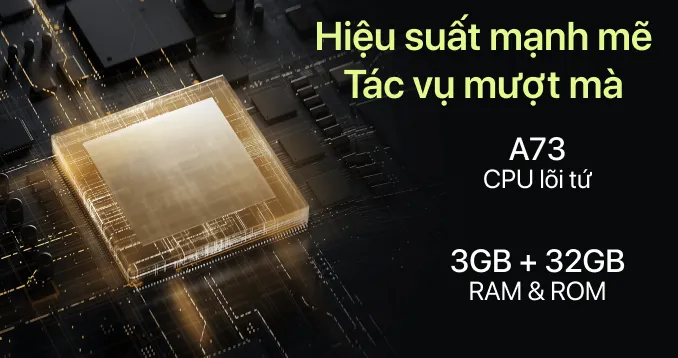 Hiệu suất mạnh mẽ
Tác vụ mượt mà
A73
CPU lõi tứ
3GB + 32GB
RAM & ROM